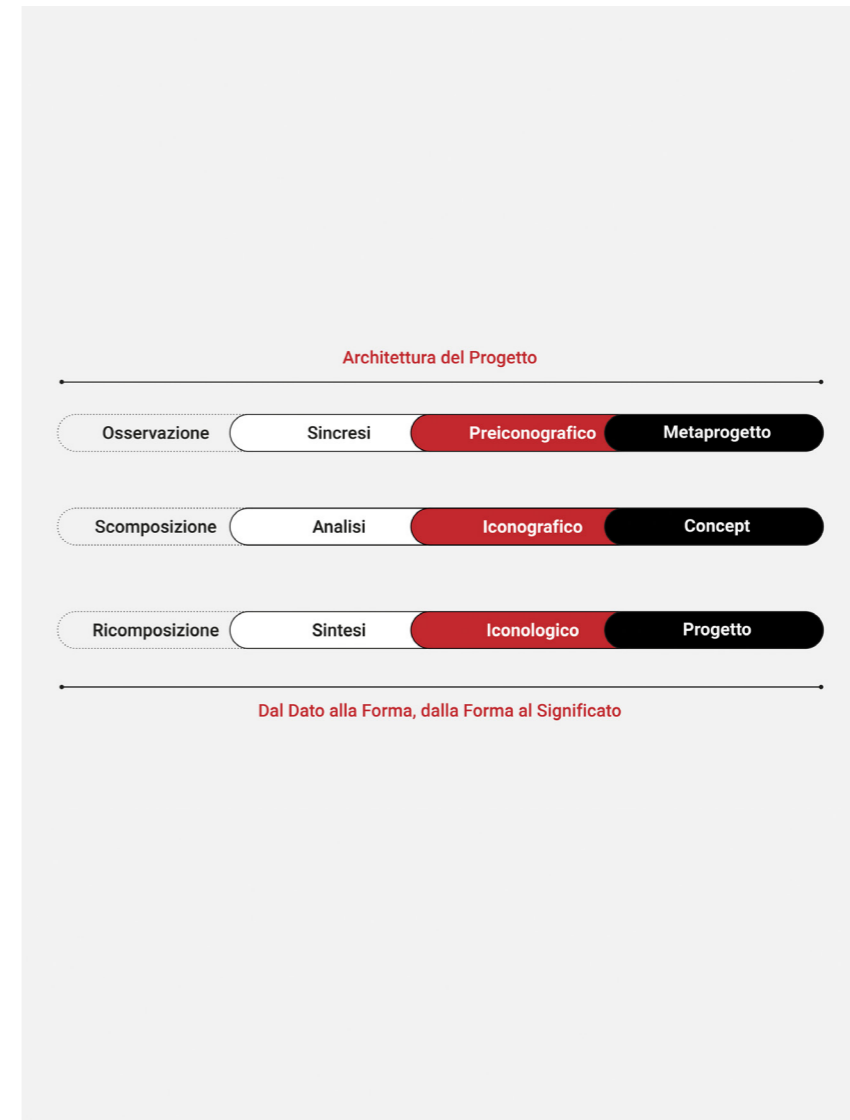 Architettura del Progetto
Osservazione Sincresi Preiconografico Metaprogetto
Scomposizione Analisi Iconografico Concept
Ricomposizione Sintesi Iconologico Progetto
Dal Dato alla Forma, dalla Forma al Significato